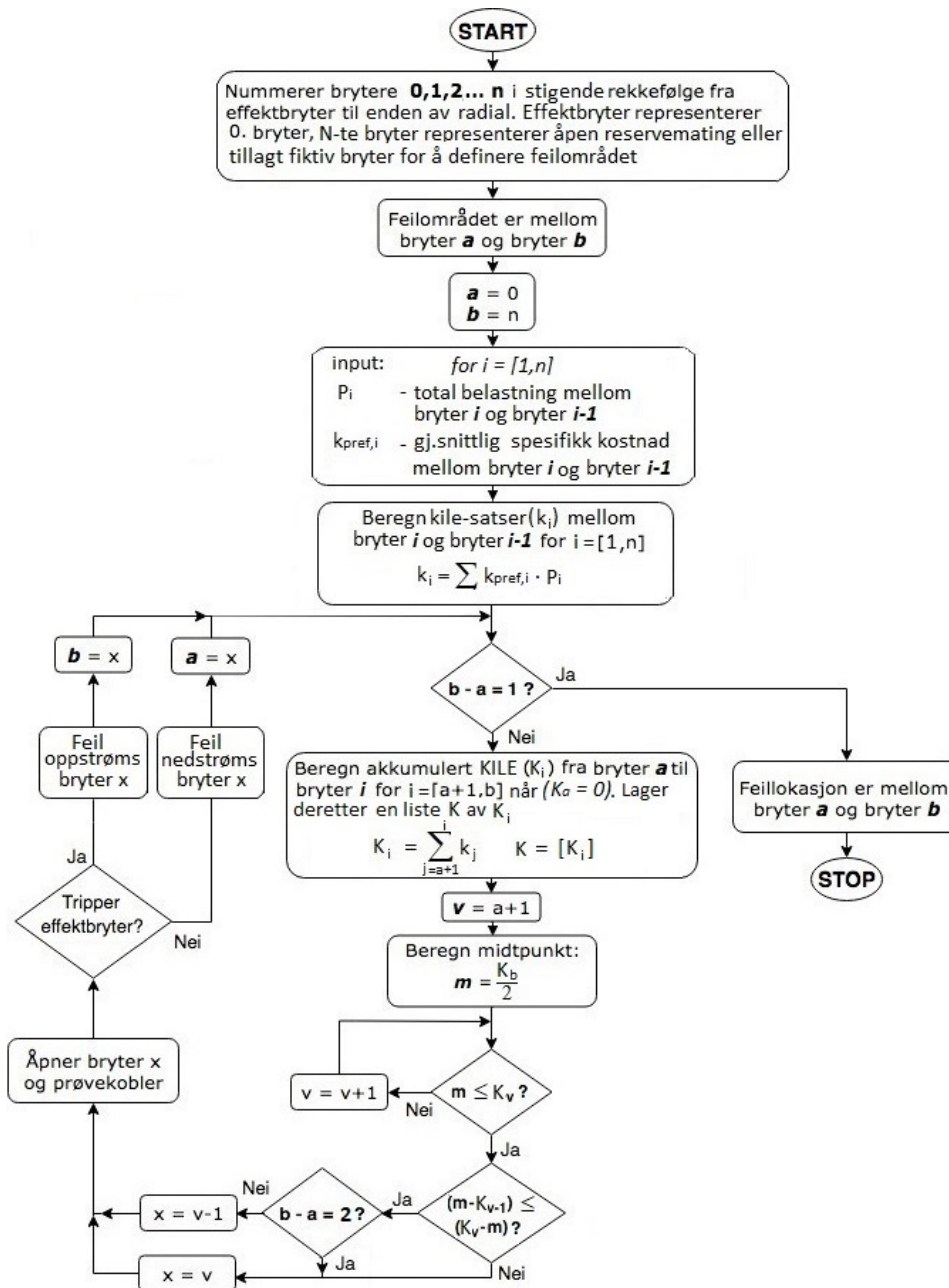 START
Nummerer brytere 0,1,2... n i stigende rekkefølge fra
effektbryter til enden av radial. Effektbryter representerer
0. bryter, N-te bryter representerer åpen reservemating eller
tillagt fiktiv bryter for å definere feilområdet
Feilområdet er mellom
bryter a og bryter b
a = 0
b = n
input: for i = [1,n]
Pi - total belastning mellom
bryter i og bryter i-1
kpref,i - gj.snittlig spesifikk kostnad
mellom bryter i og bryter i-1
Beregn kile-satser(ki) mellom
bryter i og bryter i-1 for i =[1,n]
ki = ∑ kpref,i · Pi
b = x
a = x
b - a = 1 ?
Ja
Nei
Feil
oppstrøms
bryter x
Feil
nedstrøms
bryter x
Beregn akkumulert KILE (Ki) fra bryter a til
bryter i for i =[a+1,b] når (Ka = 0). Lager
deretter en liste K av Ki
Ki = i∑j=a+1 kj K = [Ki]
Feillokasjon er mellom
bryter a og bryter b
STOP
Ja
Tripper
effektbryter?
Nei
v = a+1
Beregn midtpunkt:
m = Kb/2
Åpner bryter x
og prøvekobler
v = v+1
Nei
m ≤ Kv ?
Ja
x = v-1
Nei
b - a = 2 ?
Ja
(m-Kv-1) ≤
(Kv-m) ?
x = v
Ja
Nei